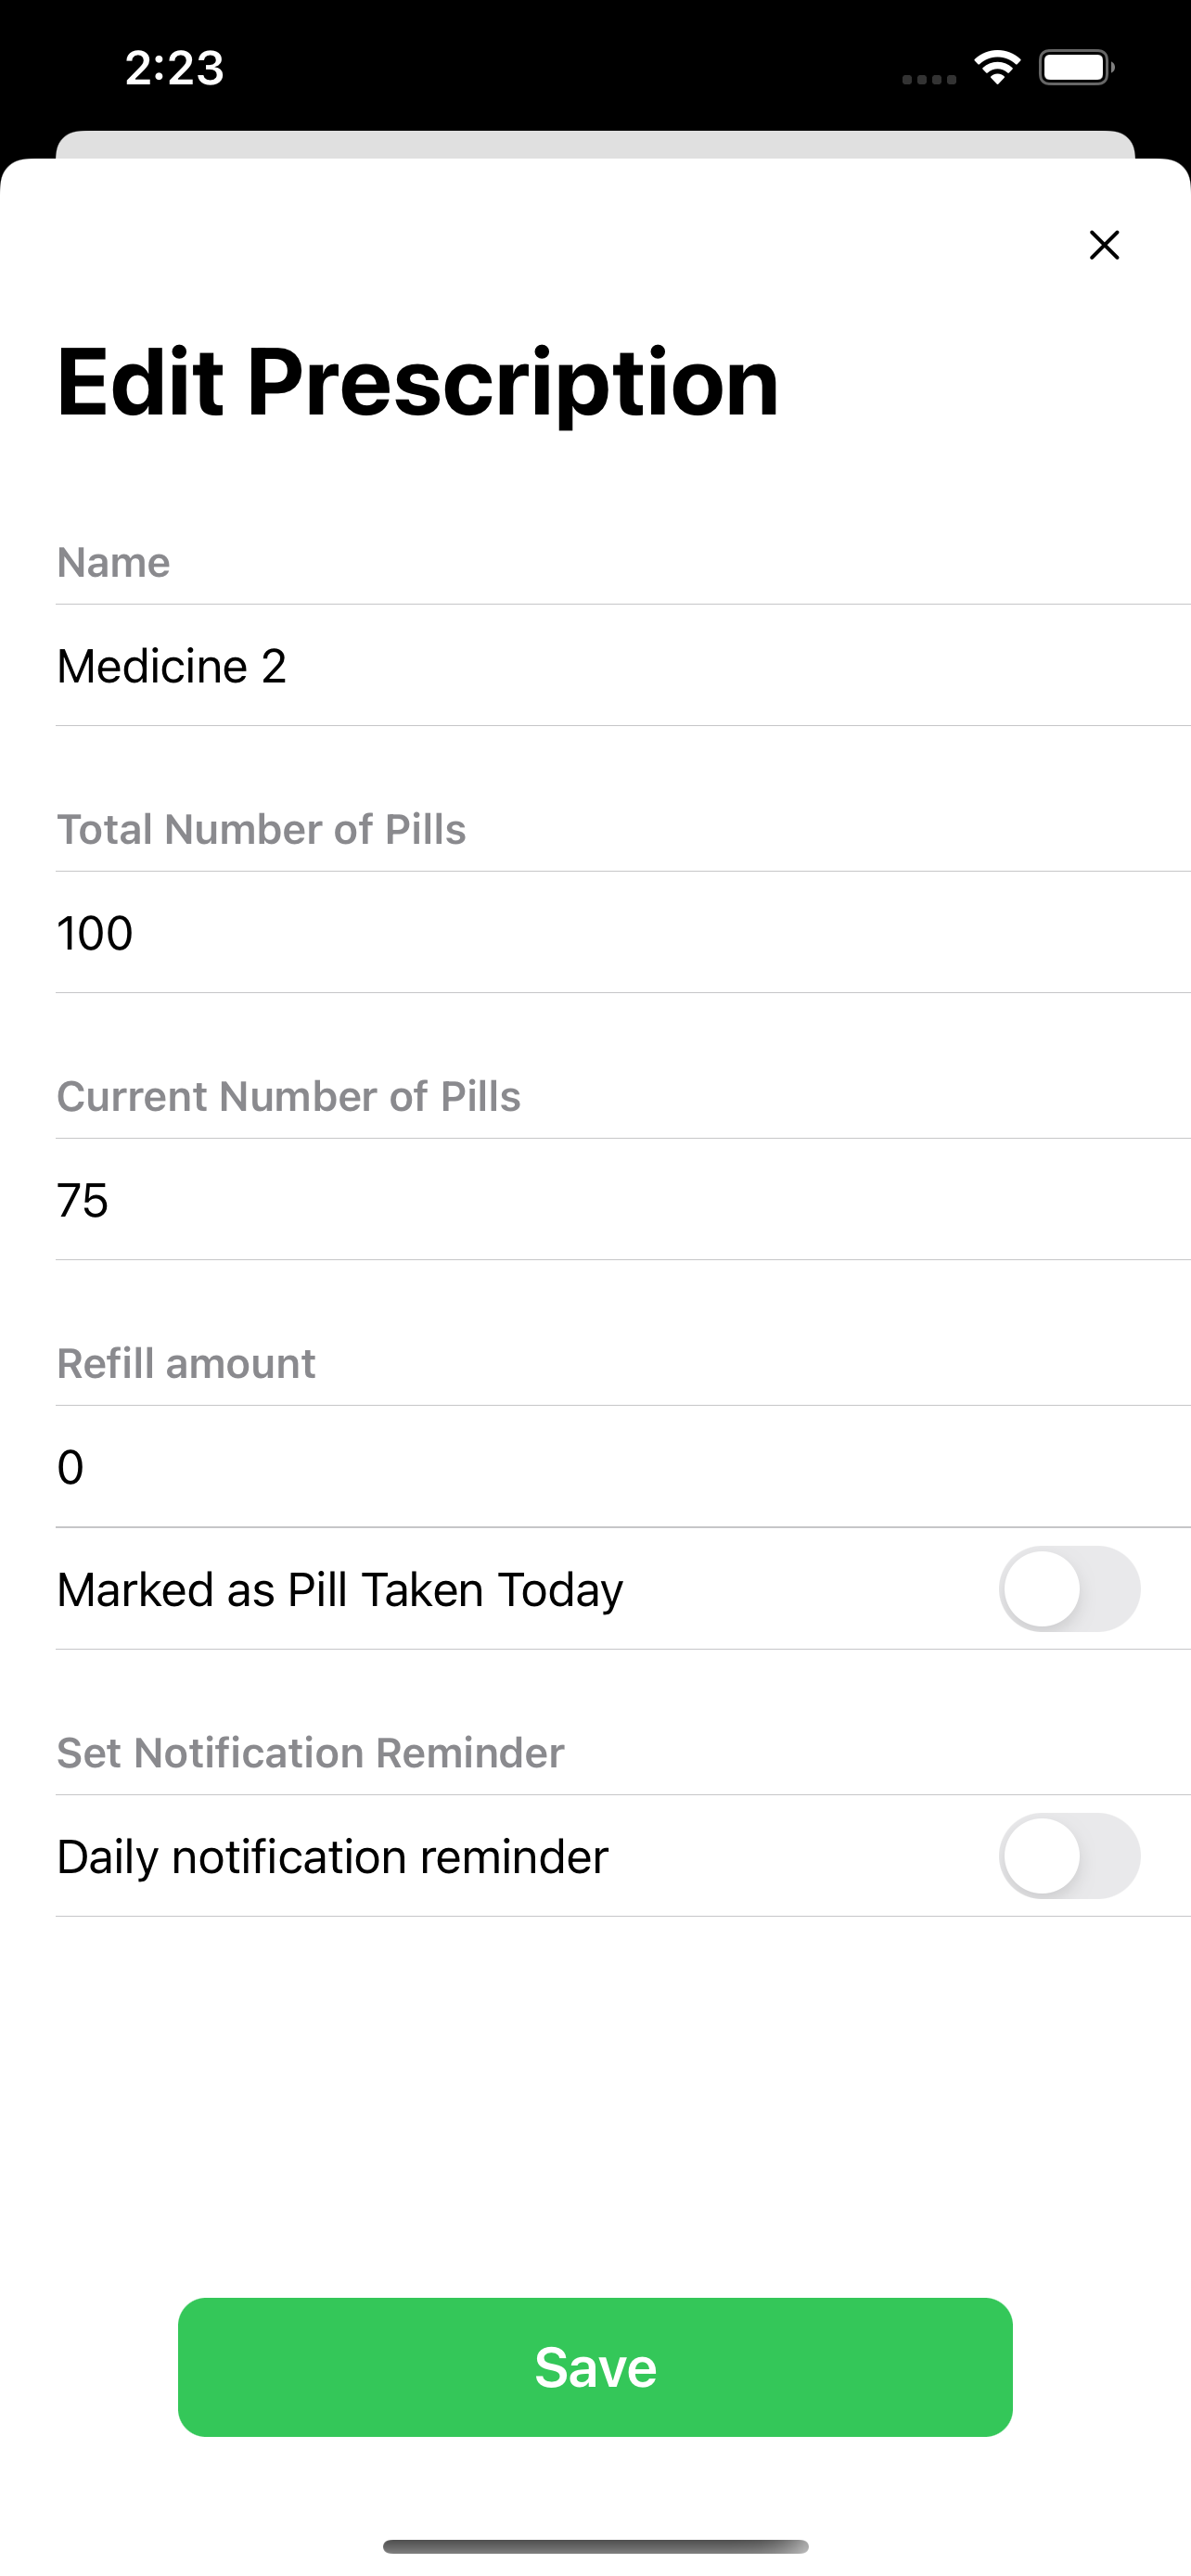 2:23
Edit Prescription
Name
Medicine 2
Total Number of Pills
100
Current Number of Pills
75
Refill amount
0
Marked as Pill Taken Today
Set Notification Reminder
Daily notification reminder
Save